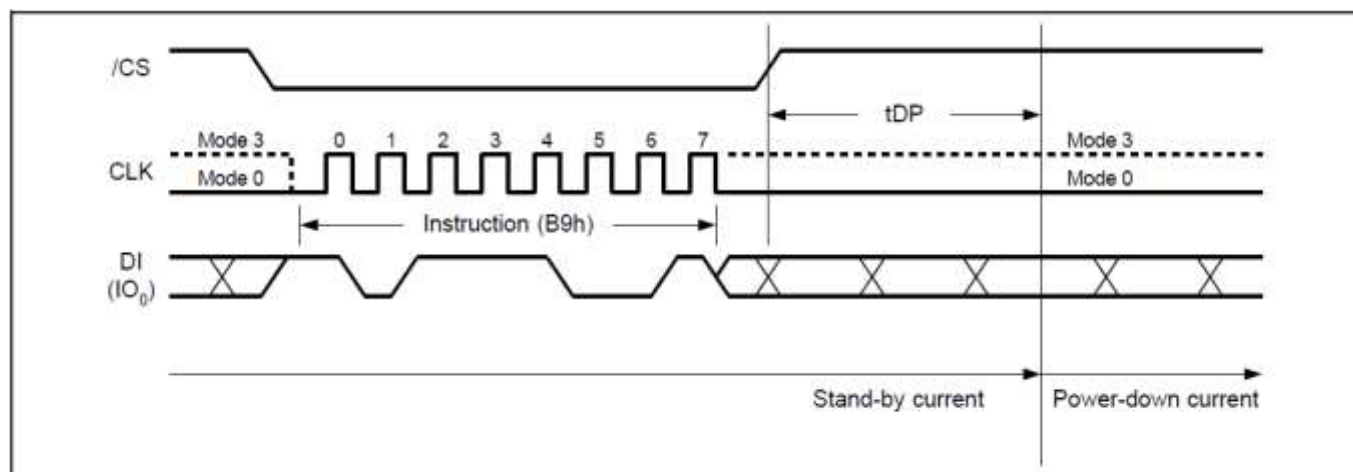 /CS
tDP
Mode 3 0 1 2 3 4 5 6 7 Mode 3
CLK
Mode 0 Mode 0
Instruction (B9h)
DI
(IO₀)
Stand-by current Power-down current